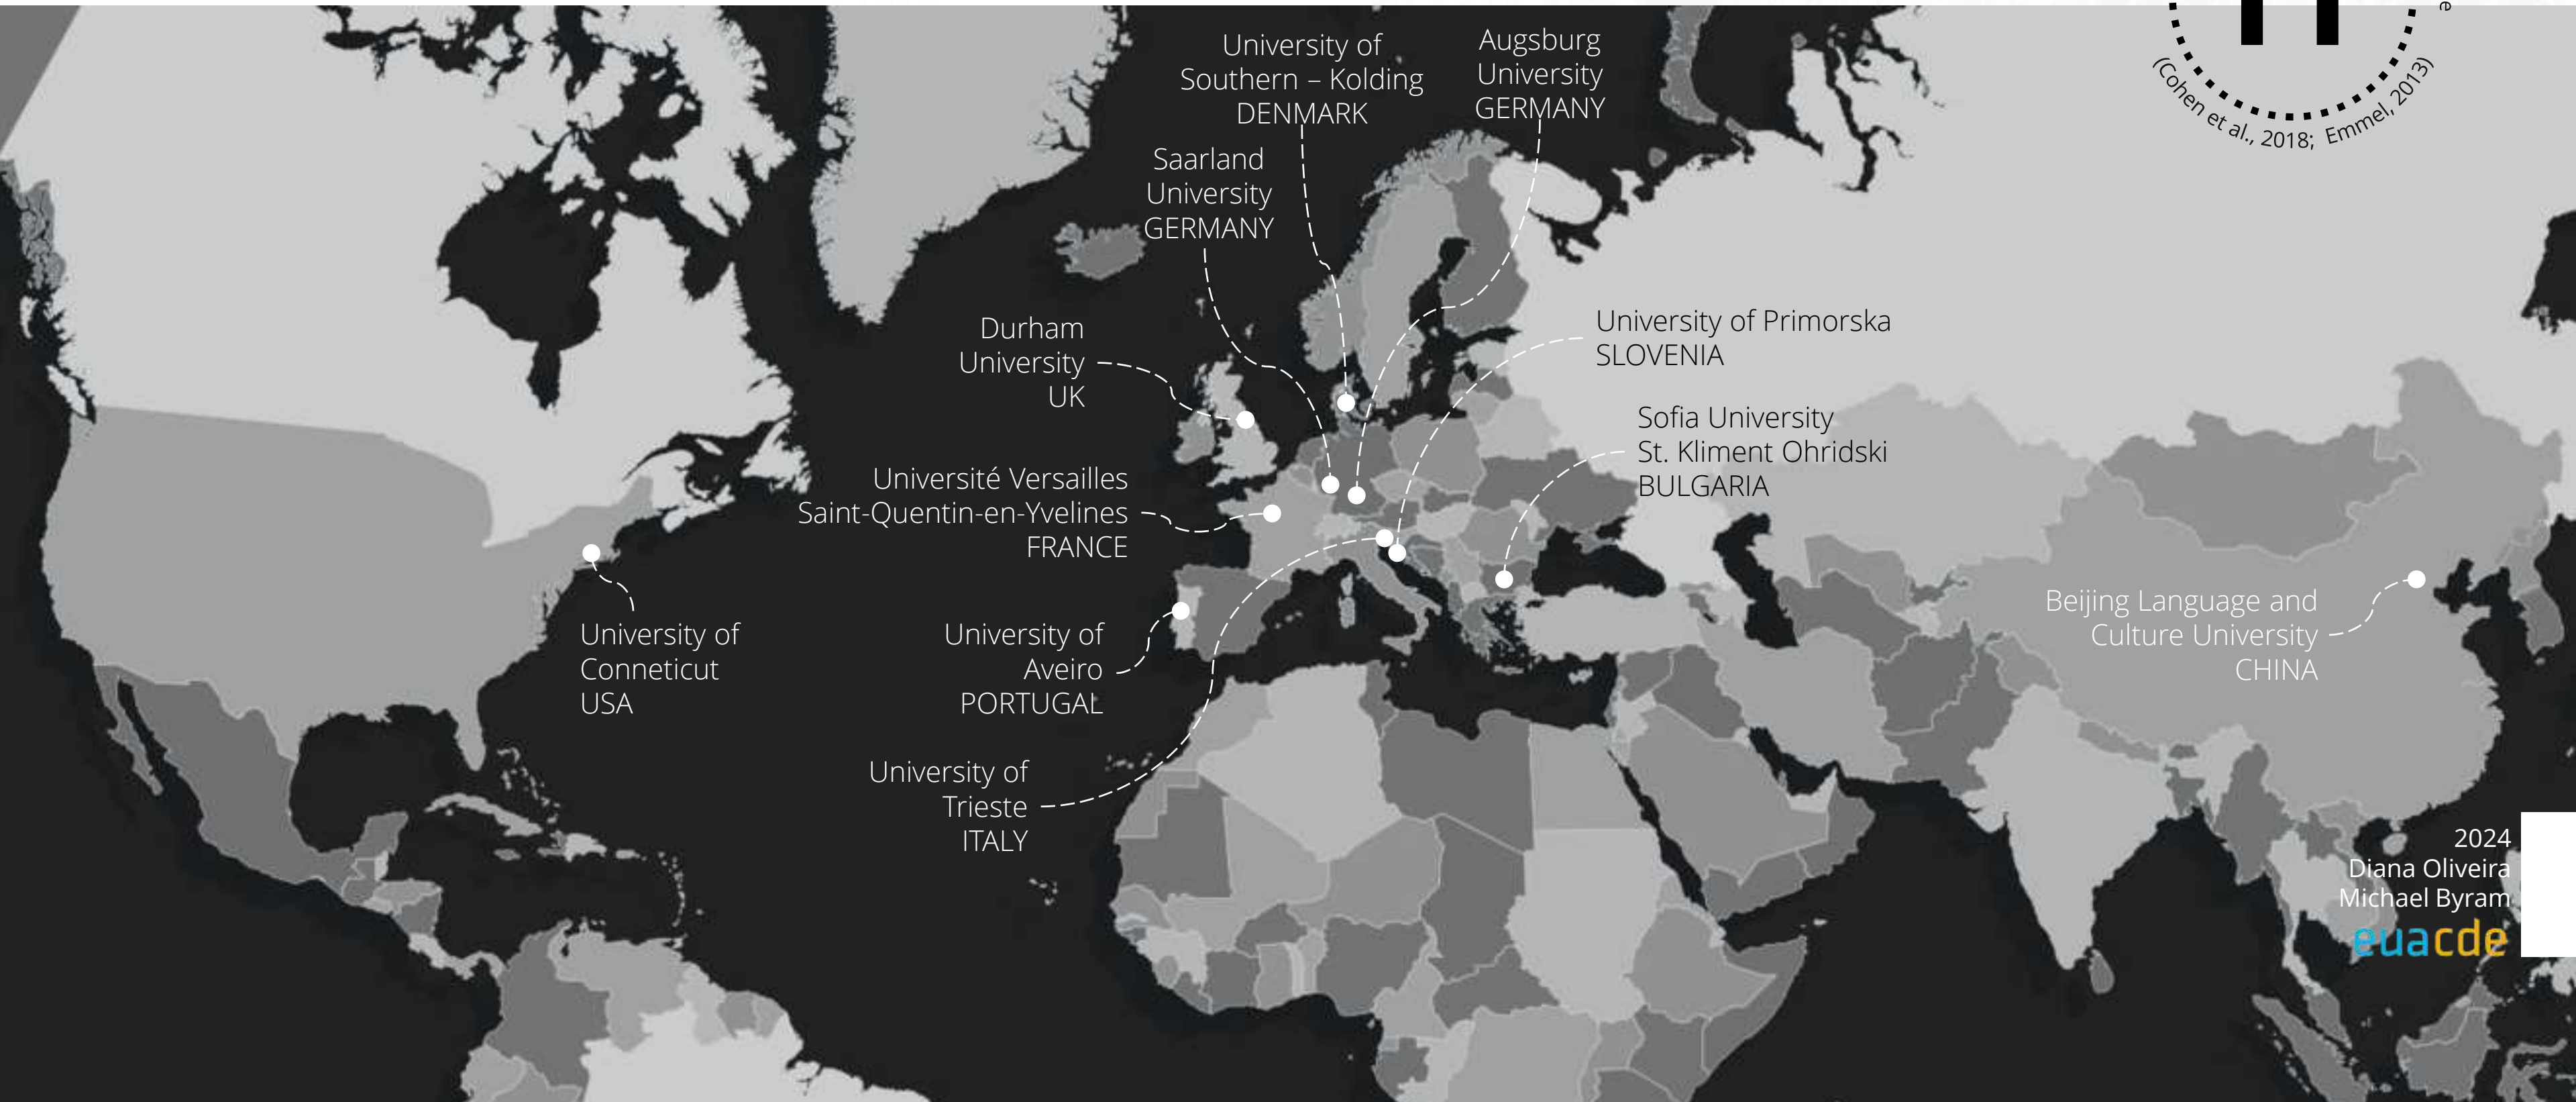 University of
Southern – Kolding
DENMARK
Augsburg
University
GERMANY
(Cohen et al., 2018; Emmel, 2013)
e
Saarland
University
GERMANY
Durham
University
UK
University of Primorska
SLOVENIA
Sofia University
St. Kliment Ohridski
BULGARIA
Université Versailles
Saint-Quentin-en-Yvelines
FRANCE
University of
Conneticut
USA
University of
Aveiro
PORTUGAL
Beijing Language and
Culture University
CHINA
University of
Trieste
ITALY
2024
Diana Oliveira
Michael Byram
euacde